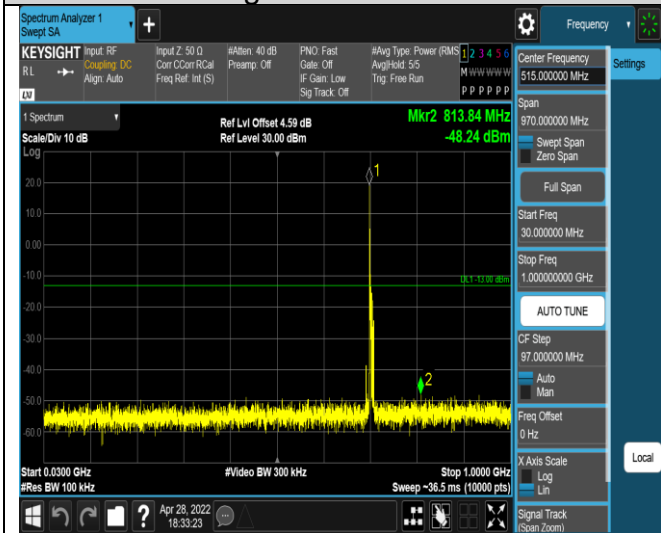 Spectrum Analyzer 1
Swept SA
Frequency
KEYSIGHT
RL
LXI
Input: RF
Coupling: DC
Align: Auto
Input Z: 50 Ω
Corr CCorr RCal
Freq Ref: Int (S)
#Atten: 40 dB
Preamp: Off
PNO: Fast
Gate: Off
IF Gain: Low
Sig Track: Off
#Avg Type: Power (RMS
Avg|Hold: 5/5
Trig: Free Run
1 2 3 4 5 6
M W W W W W
P P P P P P
1 Spectrum
Scale/Div 10 dB
Log
Ref Lvl Offset 4.59 dB
Ref Level 30.00 dBm
Mkr2 813.84 MHz
-48.24 dBm
1
20.0
10.0
0.00
-10.0
DL1 -13.00 dBm
-20.0
-30.0
-40.0
2
-50.0
-60.0
Start 0.0300 GHz
#Res BW 100 kHz
#Video BW 300 kHz
Stop 1.0000 GHz
Sweep ~36.5 ms (10000 pts)
Apr 28, 2022
18:33:23
?
Center Frequency
515.000000 MHz
Settings
Span
970.000000 MHz
Swept Span
Zero Span
Full Span
Start Freq
30.000000 MHz
Stop Freq
1.000000000 GHz
AUTO TUNE
CF Step
97.000000 MHz
Auto
Man
Freq Offset
0 Hz
X Axis Scale
Log
Lin
Local
Signal Track
(Span Zoom)